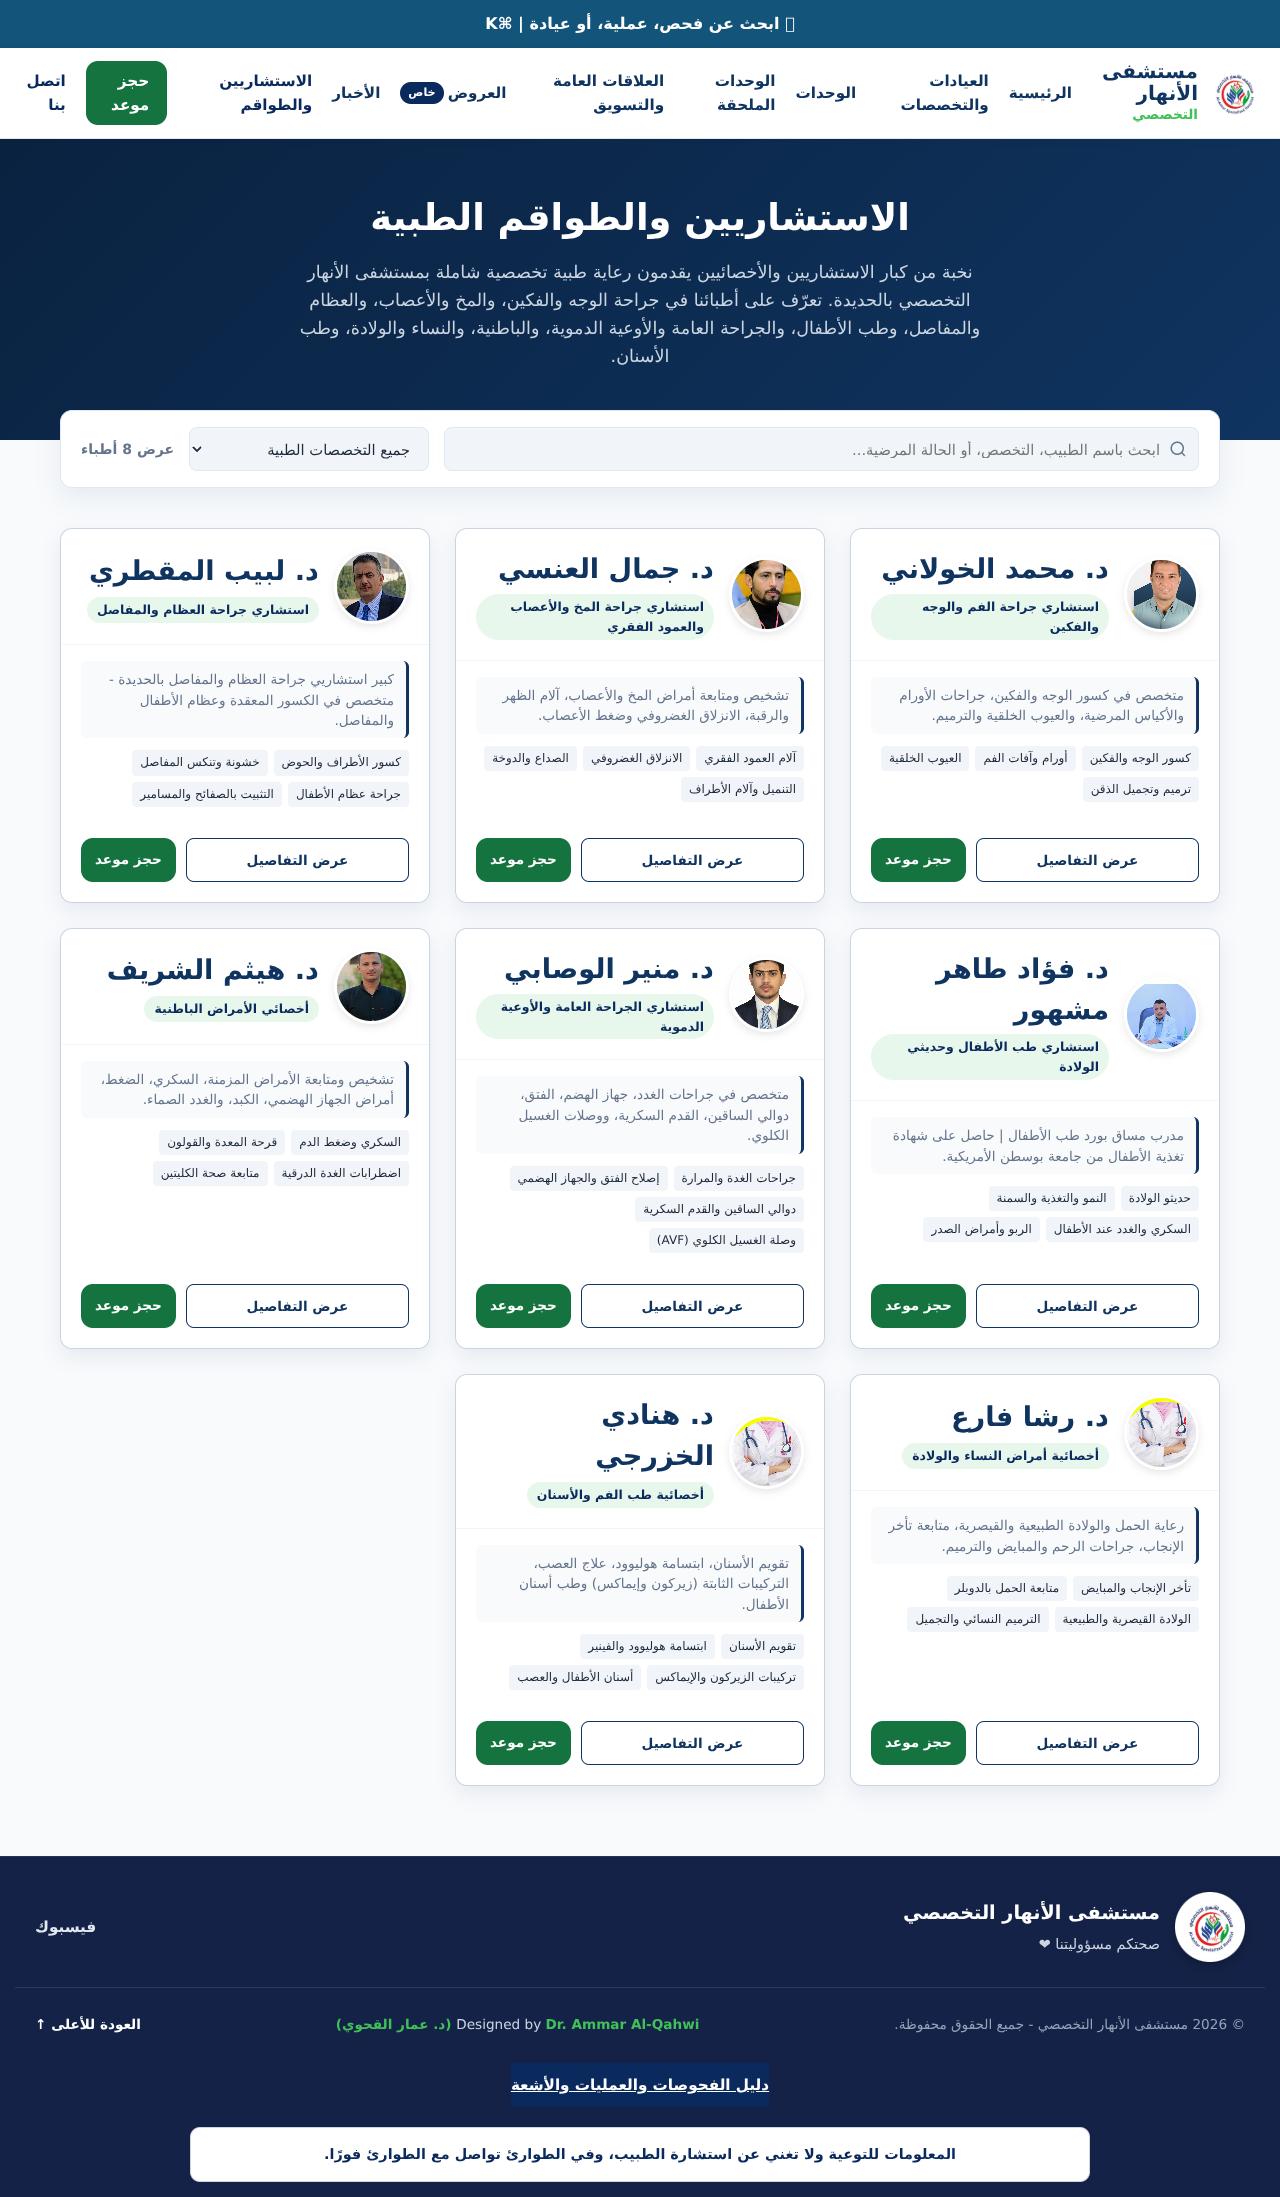 ابحث عن فحص، عملية، أو عيادة | ⌘K
مستشفى
الأنهار
التخصصي
الرئيسية
العيادات
والتخصصات
الوحدات
الوحدات
الملحقة
العلاقات العامة
والتسويق
العروض خاص
الأخبار
الاستشاريين
والطواقم
حجز
موعد
اتصل
بنا
الاستشاريين والطواقم الطبية
نخبة من كبار الاستشاريين والأخصائيين يقدمون رعاية طبية تخصصية شاملة بمستشفى الأنهار
التخصصي بالحديدة. تعرّف على أطبائنا في جراحة الوجه والفكين، والمخ والأعصاب، والعظام
والمفاصل، وطب الأطفال، والجراحة العامة والأوعية الدموية، والباطنية، والنساء والولادة، وطب
الأسنان.
ابحث باسم الطبيب، التخصص، أو الحالة المرضية...
جميع التخصصات الطبية
عرض 8 أطباء
د. محمد الخولاني
استشاري جراحة الفم والوجه
والفكين
متخصص في كسور الوجه والفكين، جراحات الأورام
والأكياس المرضية، والعيوب الخلقية والترميم.
كسور الوجه والفكين
أورام وآفات الفم
العيوب الخلقية
ترميم وتجميل الذقن
عرض التفاصيل
حجز موعد
د. جمال العنسي
استشاري جراحة المخ والأعصاب
والعمود الفقري
تشخيص ومتابعة أمراض المخ والأعصاب، آلام الظهر
والرقبة، الانزلاق الغضروفي وضغط الأعصاب.
آلام العمود الفقري
الانزلاق الغضروفي
الصداع والدوخة
التنميل وآلام الأطراف
عرض التفاصيل
حجز موعد
د. لبيب المقطري
استشاري جراحة العظام والمفاصل
كبير استشاريي جراحة العظام والمفاصل بالحديدة -
متخصص في الكسور المعقدة وعظام الأطفال
والمفاصل.
كسور الأطراف والحوض
خشونة وتنكس المفاصل
جراحة عظام الأطفال
التثبيت بالصفائح والمسامير
عرض التفاصيل
حجز موعد
د. فؤاد طاهر
مشهور
استشاري طب الأطفال وحديثي
الولادة
مدرب مساق بورد طب الأطفال | حاصل على شهادة
تغذية الأطفال من جامعة بوسطن الأمريكية.
حديثو الولادة
النمو والتغذية والسمنة
السكري والغدد عند الأطفال
الربو وأمراض الصدر
عرض التفاصيل
حجز موعد
د. منير الوصابي
استشاري الجراحة العامة والأوعية
الدموية
متخصص في جراحات الغدد، جهاز الهضم، الفتق،
دوالي الساقين، القدم السكرية، ووصلات الغسيل
الكلوي.
جراحات الغدة والمرارة
إصلاح الفتق والجهاز الهضمي
دوالي الساقين والقدم السكرية
وصلة الغسيل الكلوي (AVF)
عرض التفاصيل
حجز موعد
د. هيثم الشريف
أخصائي الأمراض الباطنية
تشخيص ومتابعة الأمراض المزمنة، السكري، الضغط،
أمراض الجهاز الهضمي، الكبد، والغدد الصماء.
السكري وضغط الدم
قرحة المعدة والقولون
اضطرابات الغدة الدرقية
متابعة صحة الكليتين
عرض التفاصيل
حجز موعد
د. رشا فارع
أخصائية أمراض النساء والولادة
رعاية الحمل والولادة الطبيعية والقيصرية، متابعة تأخر
الإنجاب، جراحات الرحم والمبايض والترميم.
تأخر الإنجاب والمبايض
متابعة الحمل بالدوبلر
الولادة القيصرية والطبيعية
الترميم النسائي والتجميل
عرض التفاصيل
حجز موعد
د. هنادي
الخزرجي
أخصائية طب الفم والأسنان
تقويم الأسنان، ابتسامة هوليوود، علاج العصب،
التركيبات الثابتة (زيركون وإيماكس) وطب أسنان
الأطفال.
تقويم الأسنان
ابتسامة هوليوود والفينير
تركيبات الزيركون والإيماكس
أسنان الأطفال والعصب
عرض التفاصيل
حجز موعد
مستشفى الأنهار التخصصي
صحتكم مسؤوليتنا ❤
فيسبوك
© 2026 مستشفى الأنهار التخصصي - جميع الحقوق محفوظة.
Designed by Dr. Ammar Al-Qahwi (د. عمار القحوي)
العودة للأعلى ↑
دليل الفحوصات والعمليات والأشعة
المعلومات للتوعية ولا تغني عن استشارة الطبيب، وفي الطوارئ تواصل مع الطوارئ فورًا.